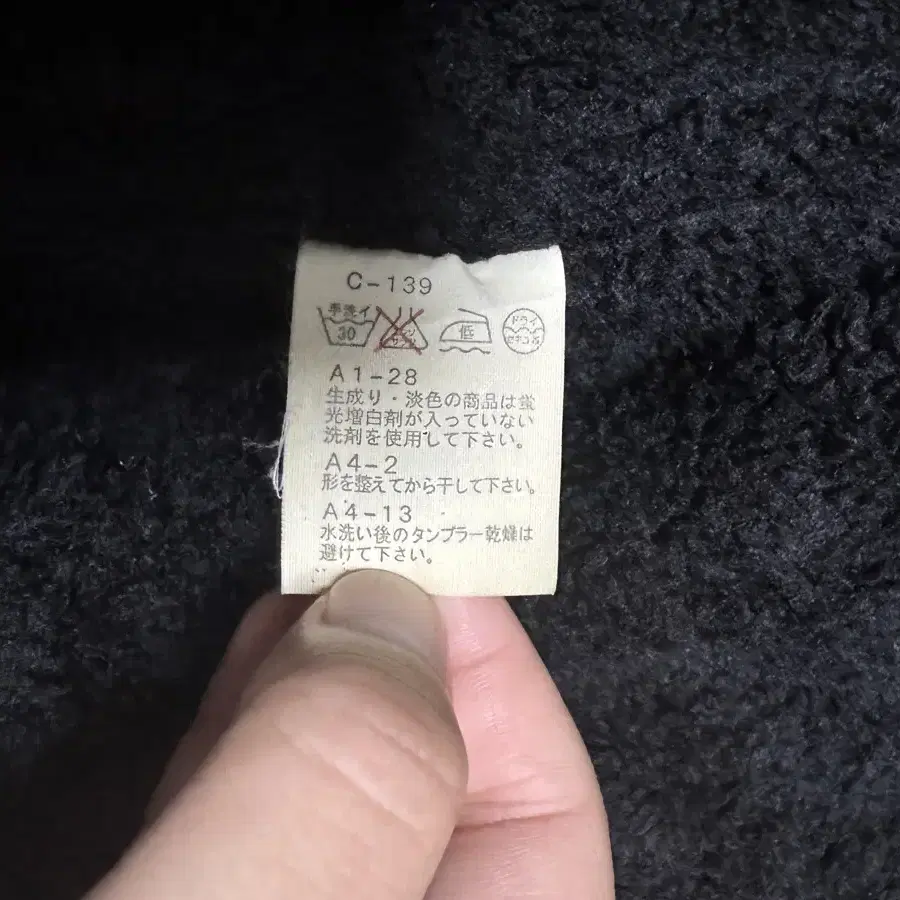 C-139
手洗イ
30
低
ドライ
セキユ系
A1-28
生成り・淡色の商品は蛍
光増白剤が入っていない
洗剤を使用して下さい。
A4-2
形を整えてから干して下さい。
A4-13
水洗い後のタンブラー乾燥は
避けて下さい。